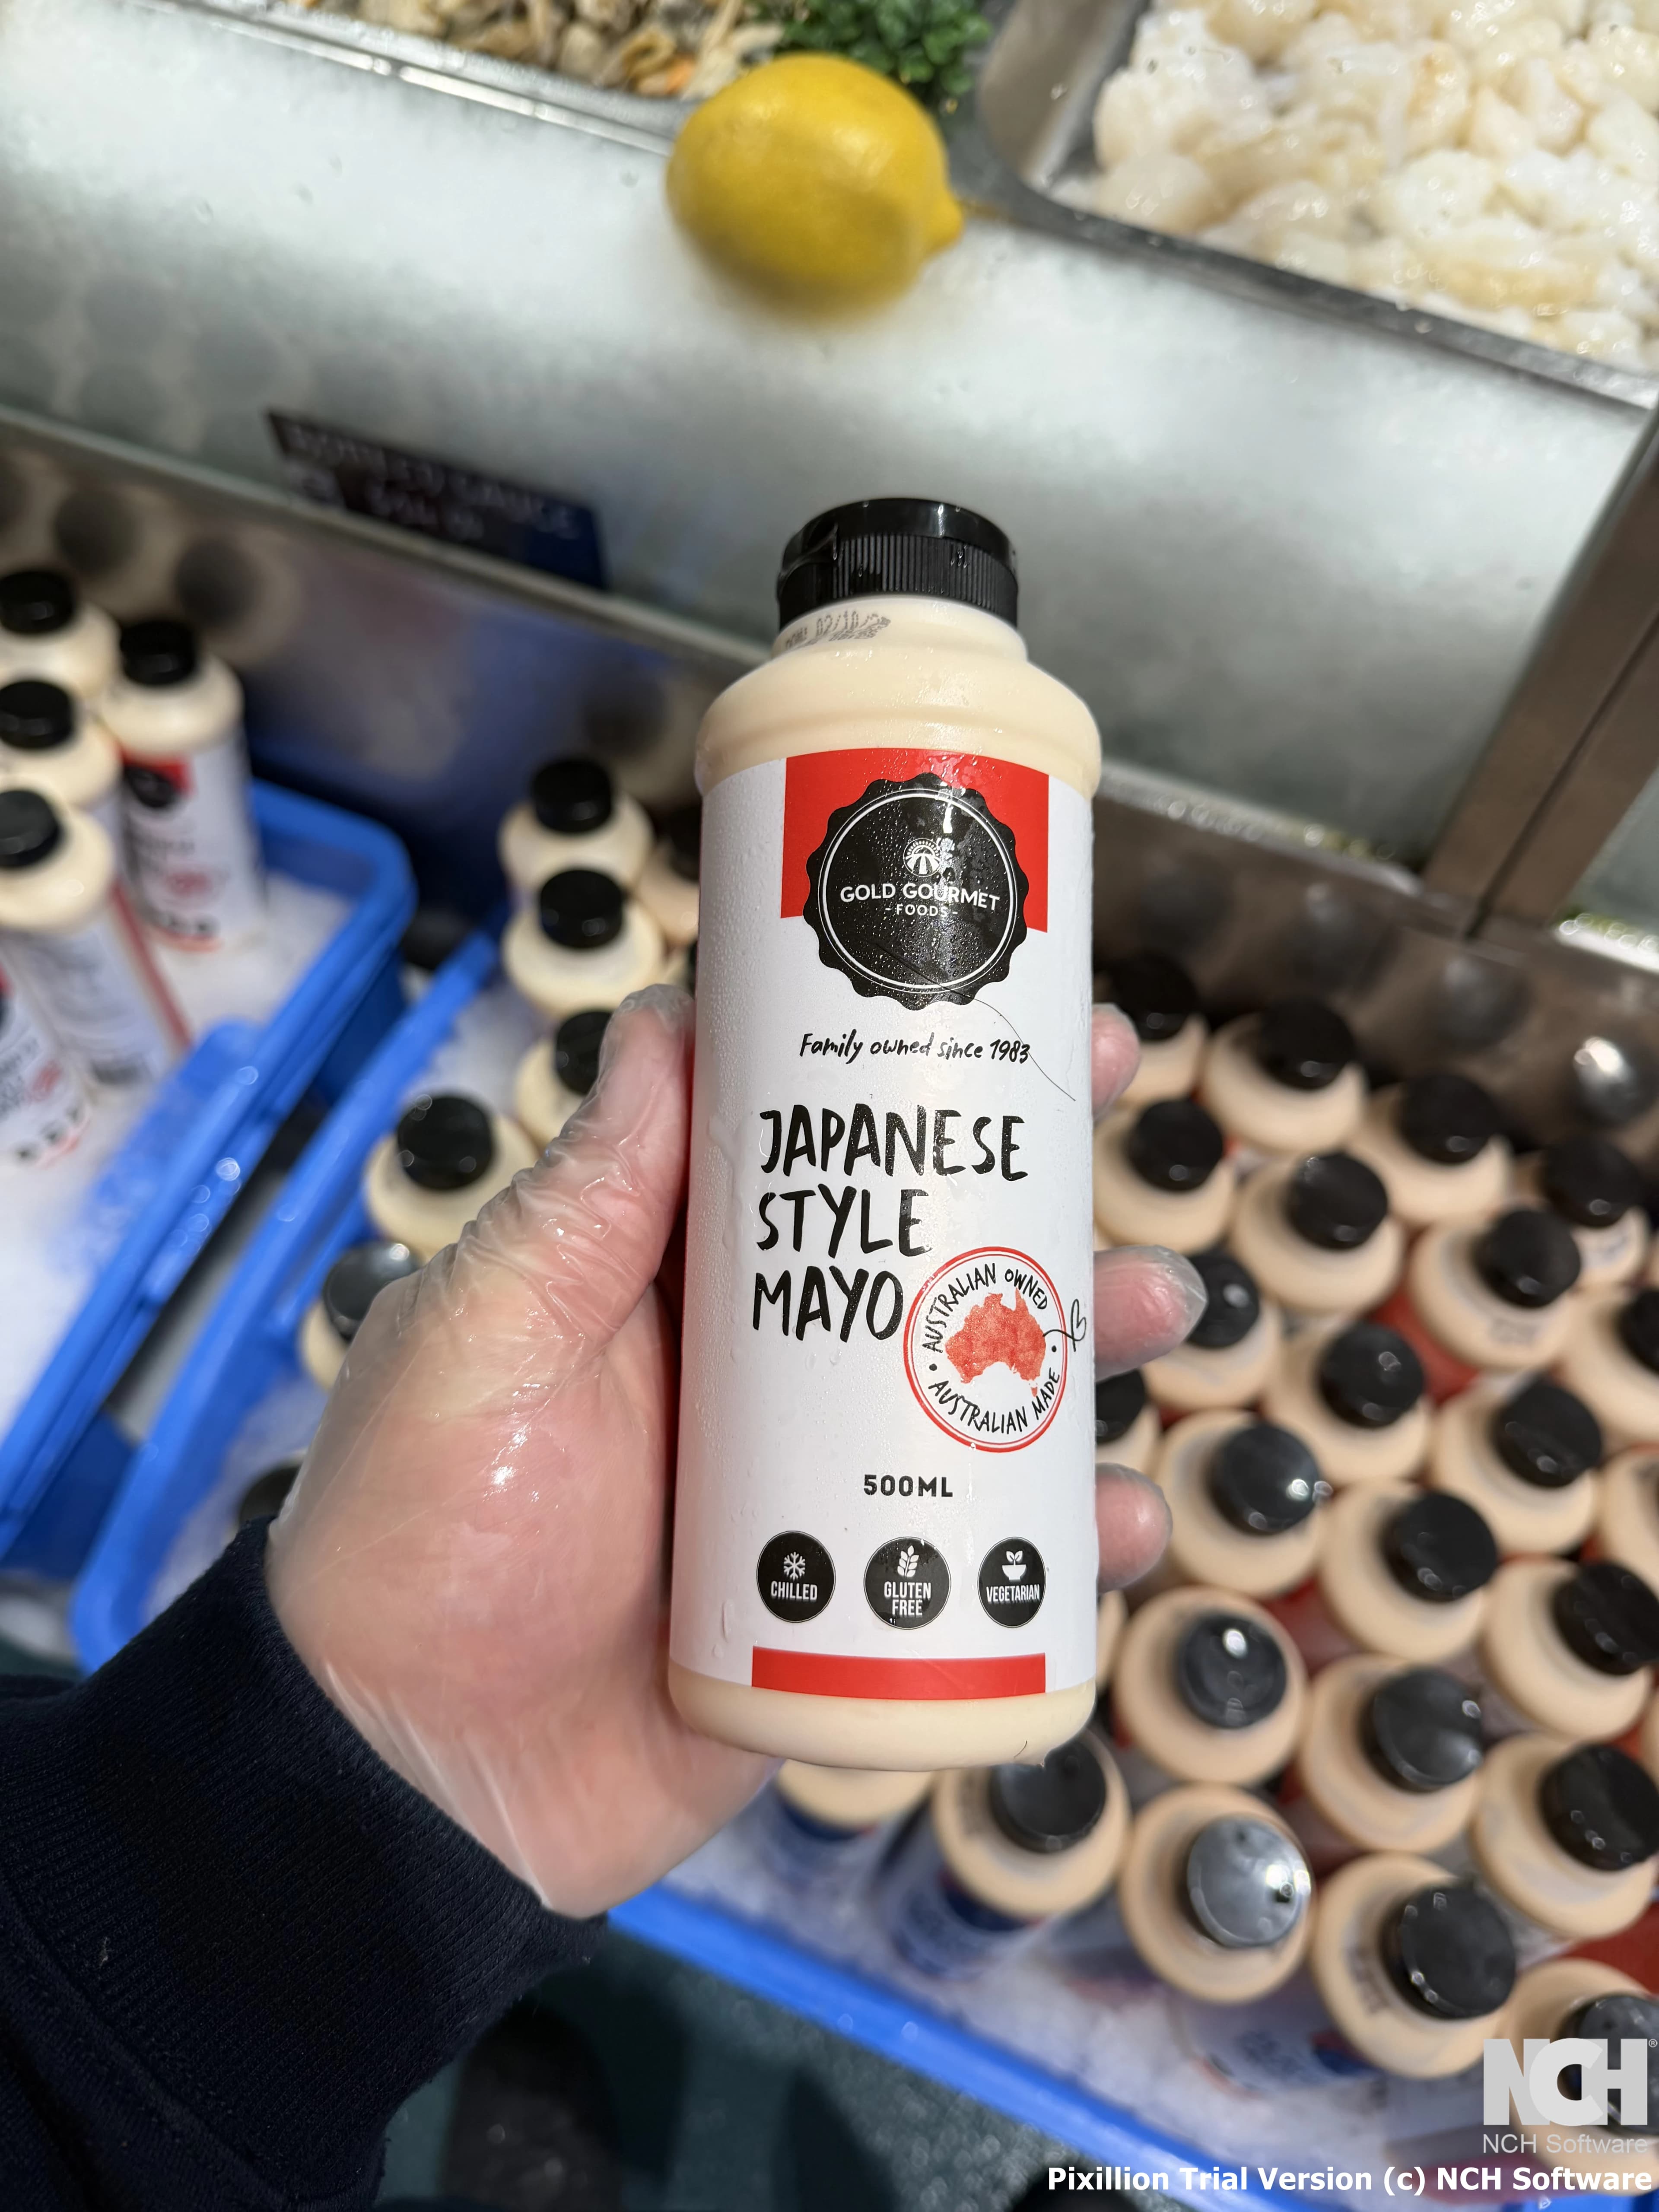 GOLD GOURMET
- FOODS -
Family owned since 1983
JAPANESE
STYLE
MAYO
AUSTRALIAN OWNED
AUSTRALIAN MADE
500ML
CHILLED
GLUTEN
FREE
VEGETARIAN
NCH®
NCH Software
Pixillion Trial Version (c) NCH Software